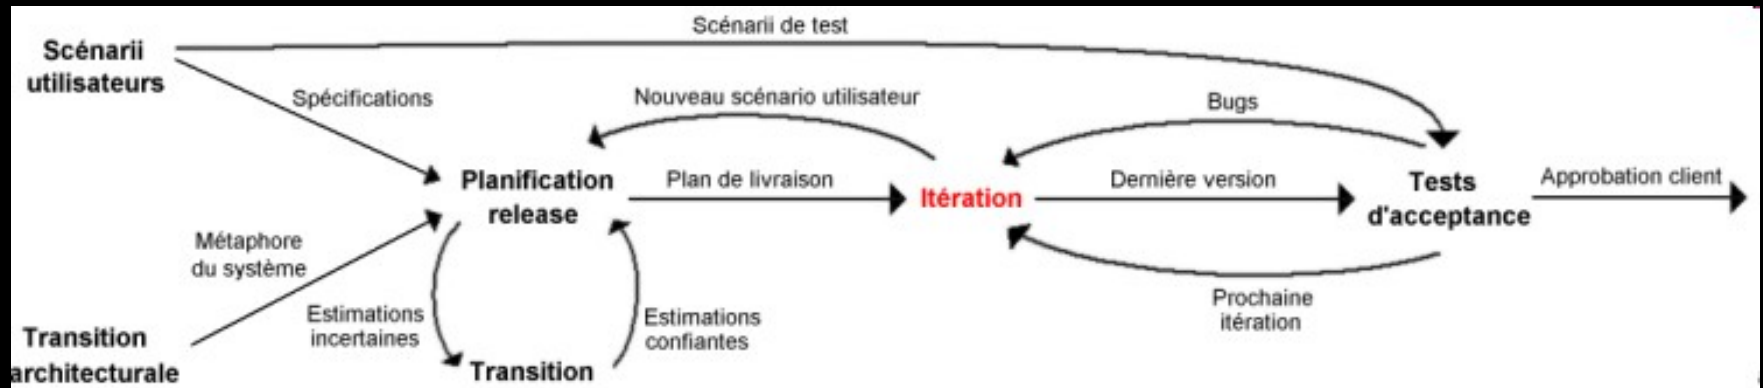 Scénarii de test
Scénarii
utilisateurs
Spécifications
Nouveau scénario utilisateur
Bugs
Planification
release
Plan de livraison
Itération
Dernière version
Tests
d'acceptance
Approbation client
Métaphore
du système
Estimations
incertaines
Estimations
confiantes
Prochaine
itération
Transition
architecturale
Transition